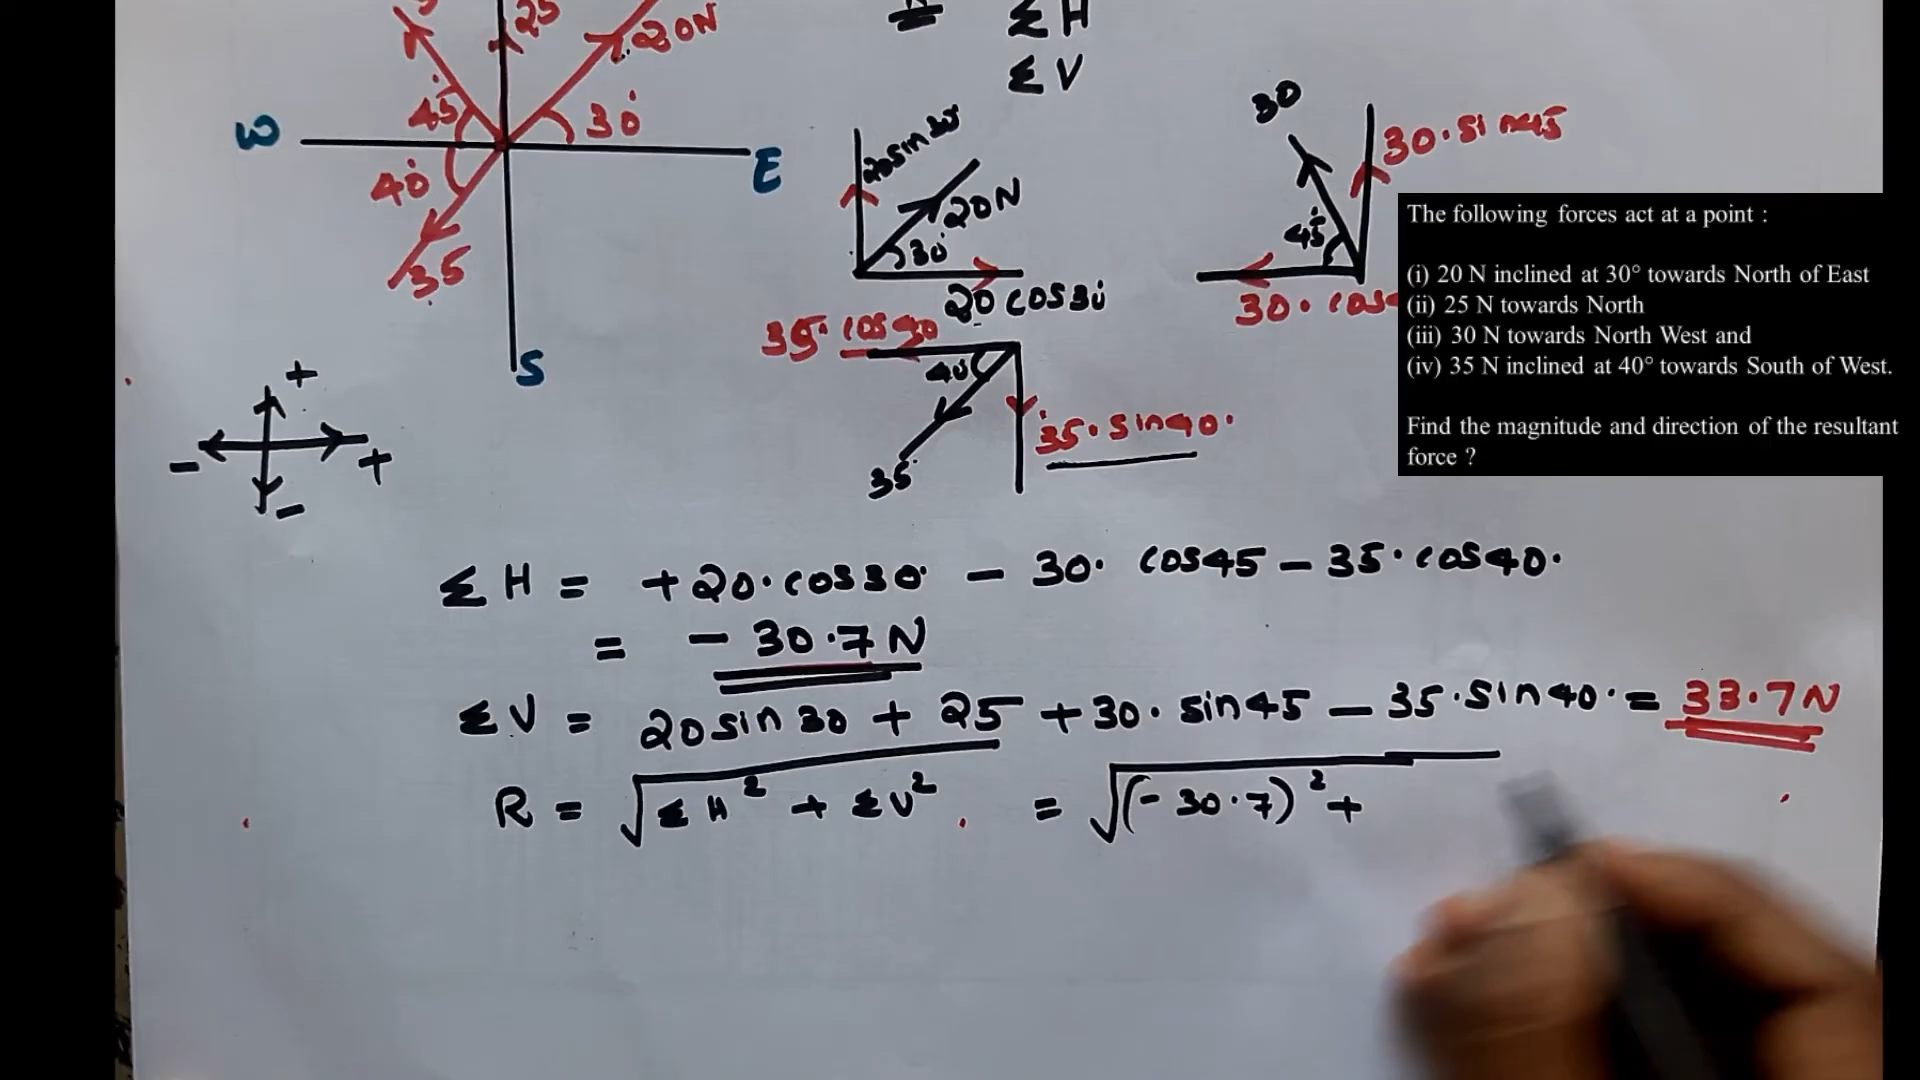 25
20N
ΣH
ΣV
W
45°
30°
E
40°
35
S
20sin30°
20N
30°
20 cos30°
30
30·sin45
45°
35·cos40
40°
35·sin40·
35
+
-
+
-
The following forces act at a point :
(i) 20 N inclined at 30° towards North of East
(ii) 25 N towards North
(iii) 30 N towards North West and
(iv) 35 N inclined at 40° towards South of West.
Find the magnitude and direction of the resultant
force ?
ΣH = +20·cos30· - 30· cos45 - 35·cos40·
= - 30·7N
ΣV = 20sin30 + 25 +30·sin45 - 35·sin40· = 33·7N
R = √ΣH² + ΣV² = √(-30·7)² +